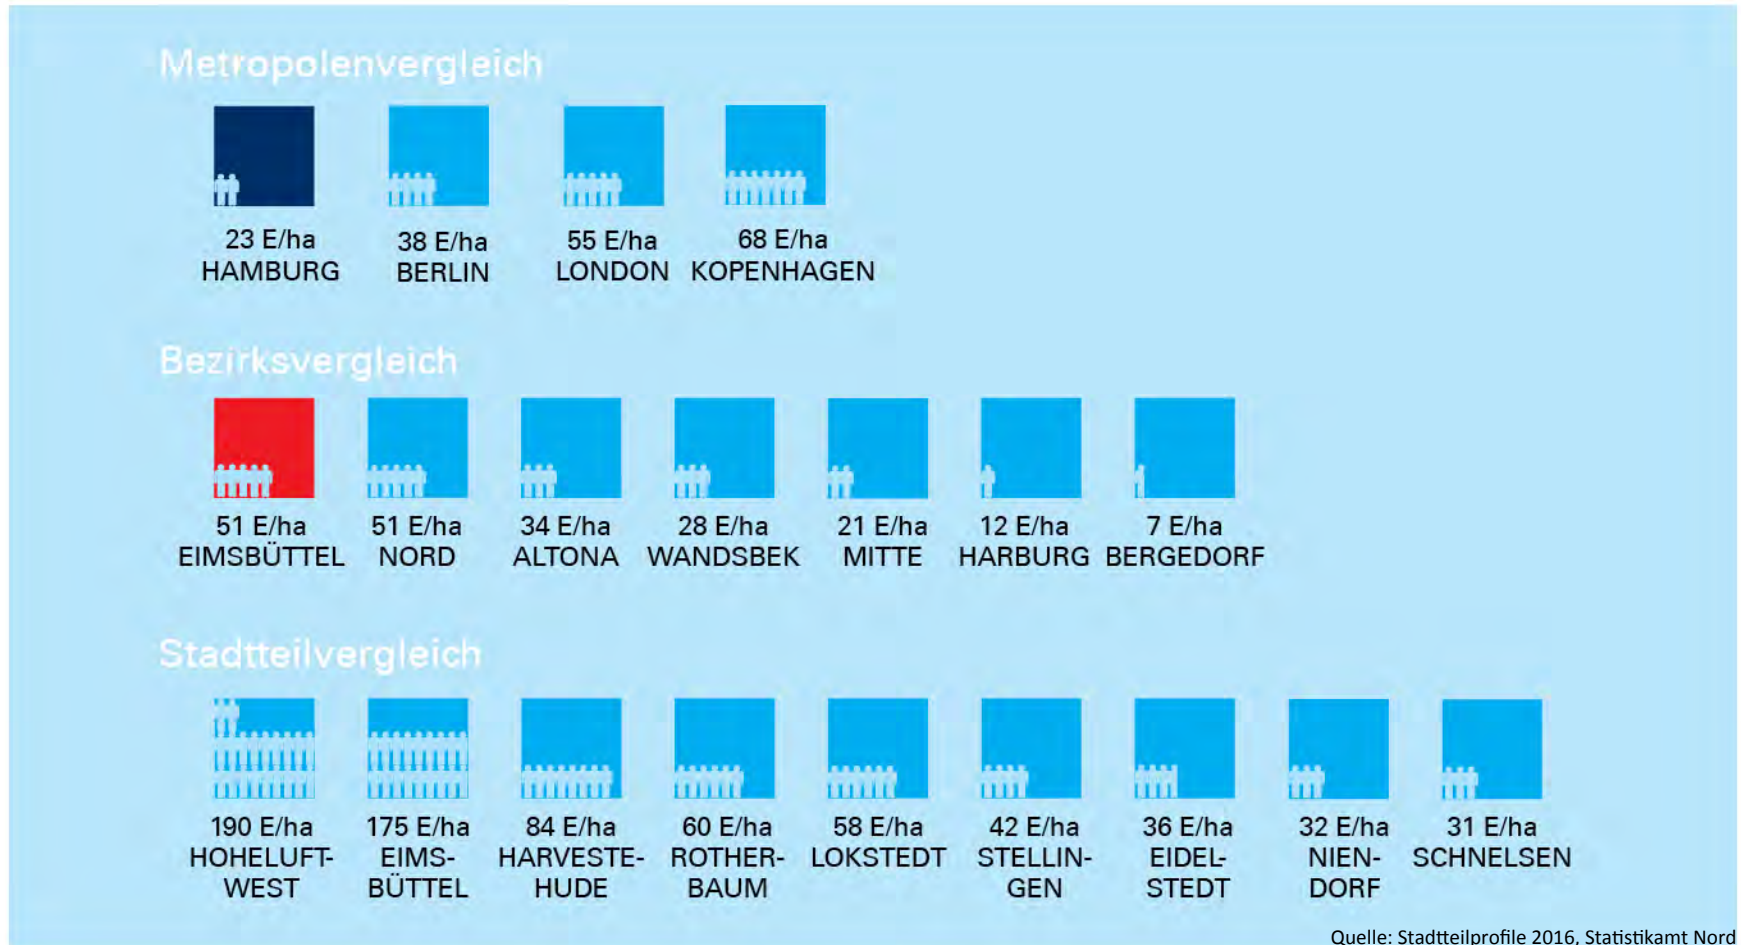 Metropolenvergleich
23 E/ha 38 E/ha 55 E/ha 68 E/ha
HAMBURG BERLIN LONDON KOPENHAGEN
Bezirksvergleich
51 E/ha 51 E/ha 34 E/ha 28 E/ha 21 E/ha 12 E/ha 7 E/ha
EIMSBÜTTEL NORD ALTONA WANDSBEK MITTE HARBURG BERGEDORF
Stadtteilvergleich
190 E/ha 175 E/ha 84 E/ha 60 E/ha 58 E/ha 42 E/ha 36 E/ha 32 E/ha 31 E/ha
HOHELUFT- EIMS- HARVESTE- ROTHER- LOKSTEDT STELLIN- EIDEL- NIEN- SCHNELSEN
WEST BÜTTEL HUDE BAUM GEN STEDT DORF
Quelle: Stadtteilprofile 2016, Statistikamt Nord